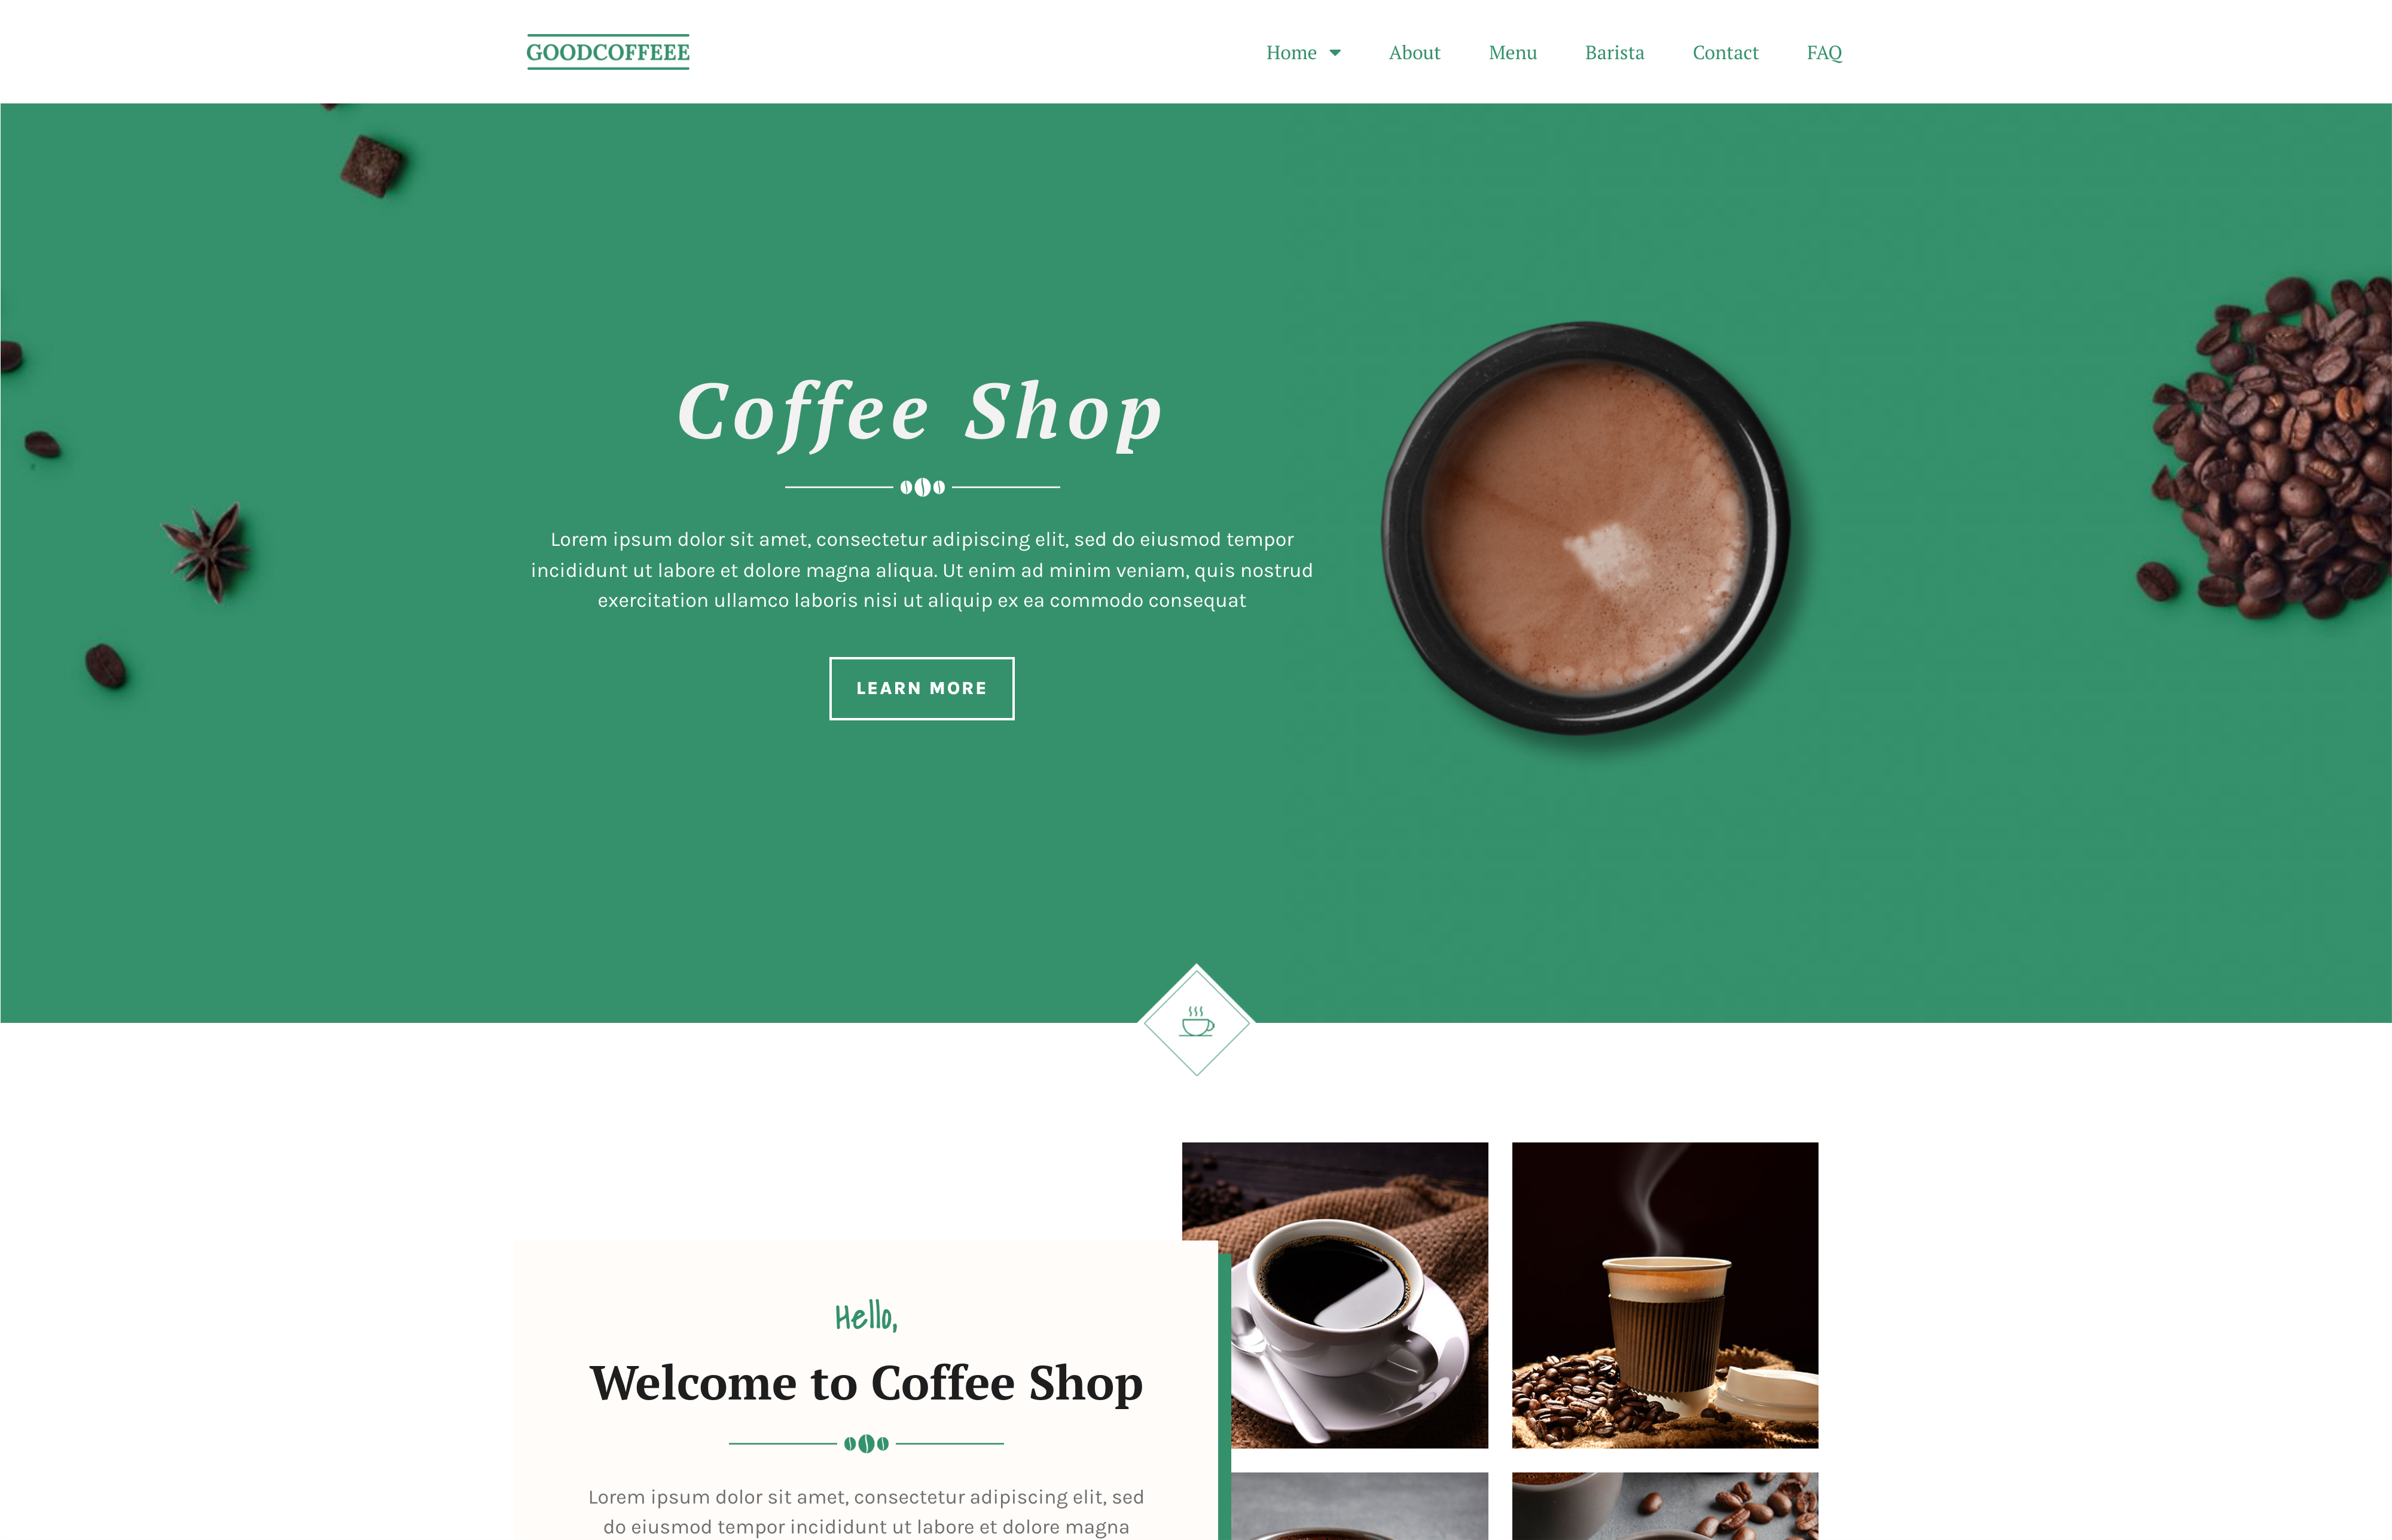 GOODCOFFEEE
Home About Menu Barista Contact FAQ
Coffee Shop
Lorem ipsum dolor sit amet, consectetur adipiscing elit, sed do eiusmod tempor
incididunt ut labore et dolore magna aliqua. Ut enim ad minim veniam, quis nostrud
exercitation ullamco laboris nisi ut aliquip ex ea commodo consequat
LEARN MORE
Hello,
Welcome to Coffee Shop
Lorem ipsum dolor sit amet, consectetur adipiscing elit, sed
do eiusmod tempor incididunt ut labore et dolore magna